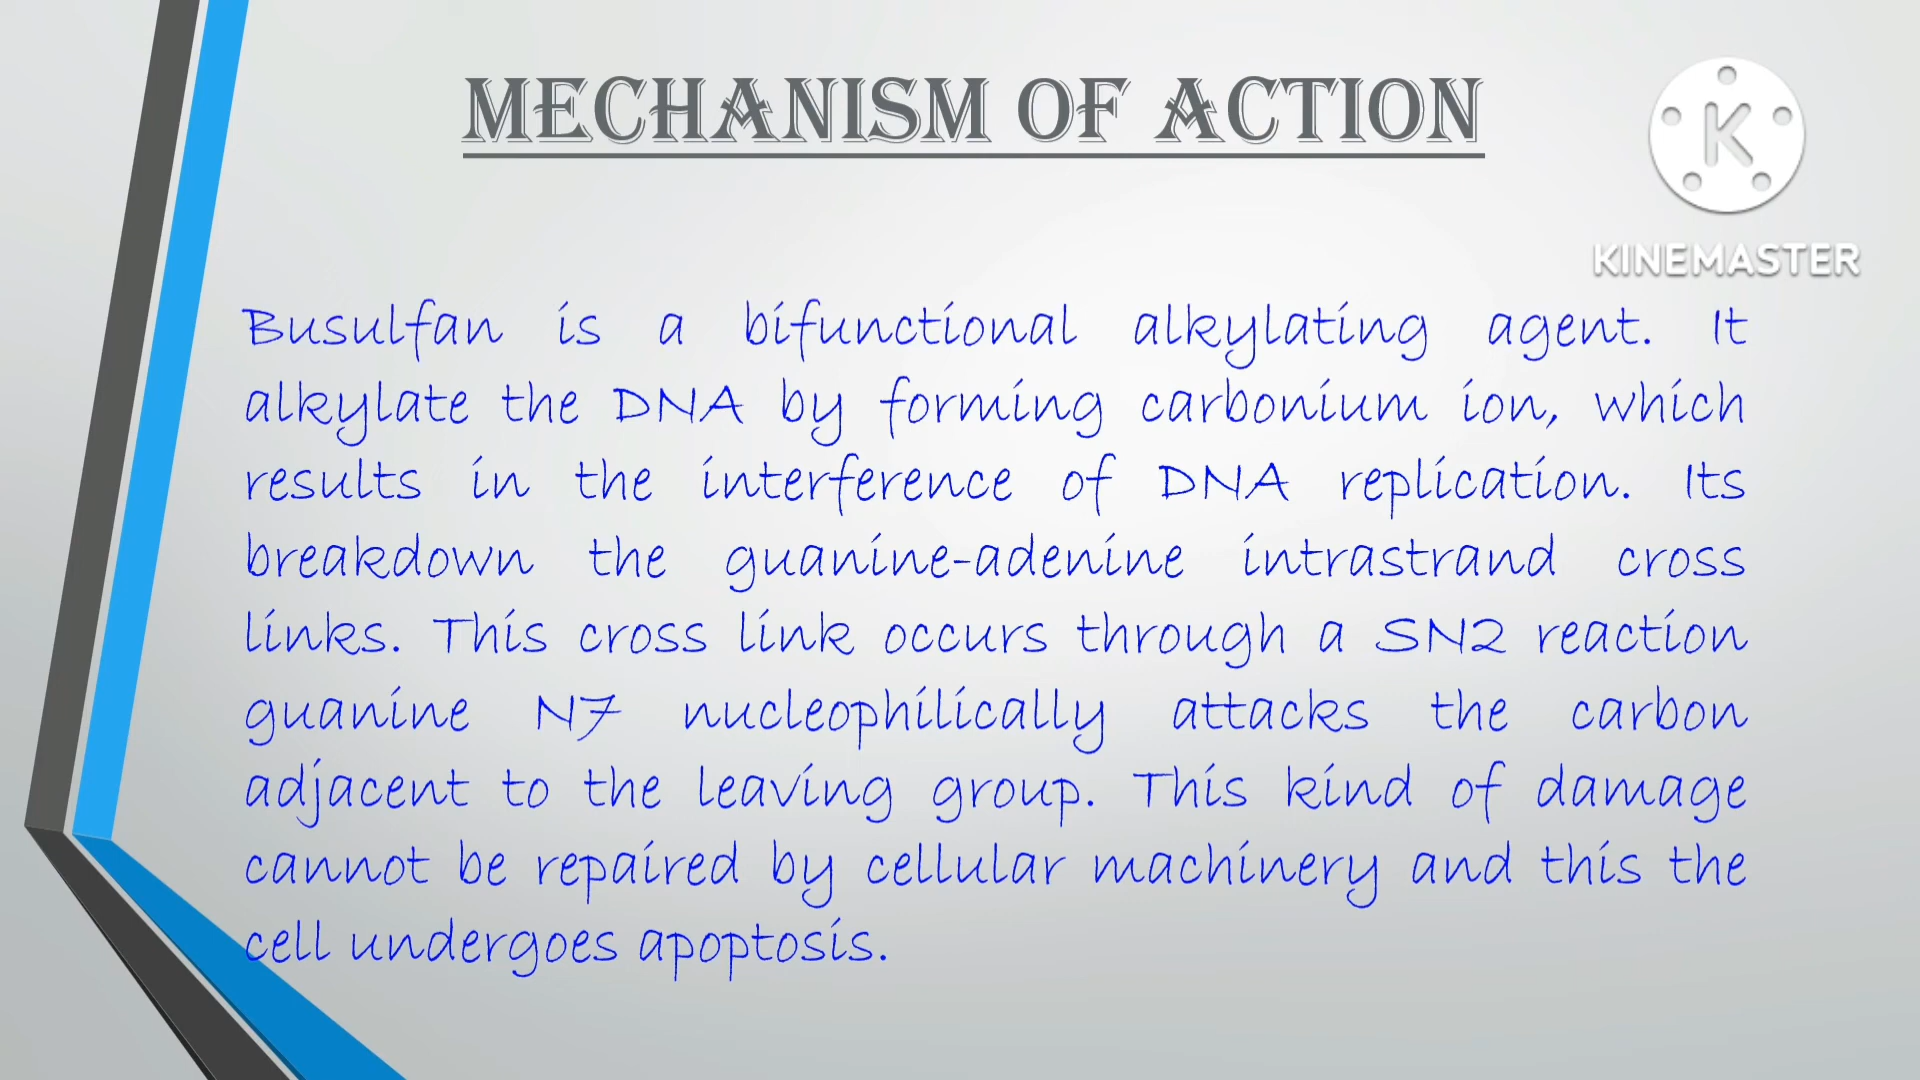 MECHANISM OF ACTION
K
KINEMASTER
Busulfan is a bifunctional alkylating agent. It
alkylate the DNA by forming carbonium ion, which
results in the interference of DNA replication. Its
breakdown the guanine-adenine intrastrand cross
links. This cross link occurs through a SN2 reaction
guanine N7 nucleophilically attacks the carbon
adjacent to the leaving group. This kind of damage
cannot be repaired by cellular machinery and this the
cell undergoes apoptosis.